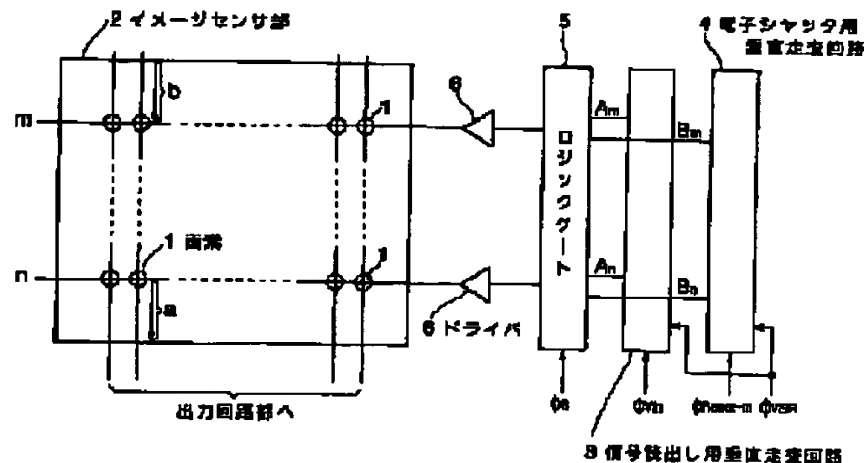 2 イメージセンサ部
5
4 電子シャッタ用
垂直走査回路
b
m
1
6
Am
Bm
ロジックゲート
1 画素
n
1
a
An
Bn
6 ドライバ
出力回路部へ
3 信号読出し用垂直走査回路